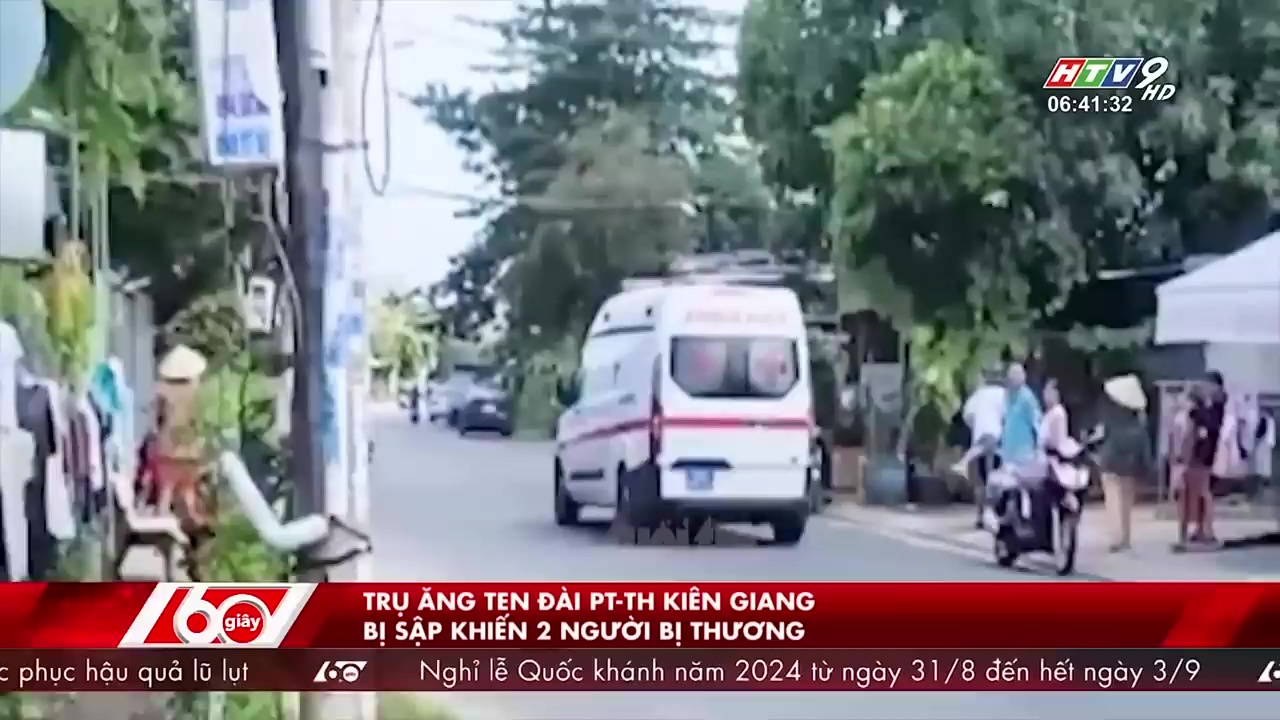 HTV9 HD
06:41:32
60 giây
TRỤ ĂNG TEN ĐÀI PT-TH KIÊN GIANG
BỊ SẬP KHIẾN 2 NGƯỜI BỊ THƯƠNG
phục hậu quả lũ lụt
60 giây
Nghỉ lễ Quốc khánh năm 2024 từ ngày 31/8 đến hết ngày 3/9